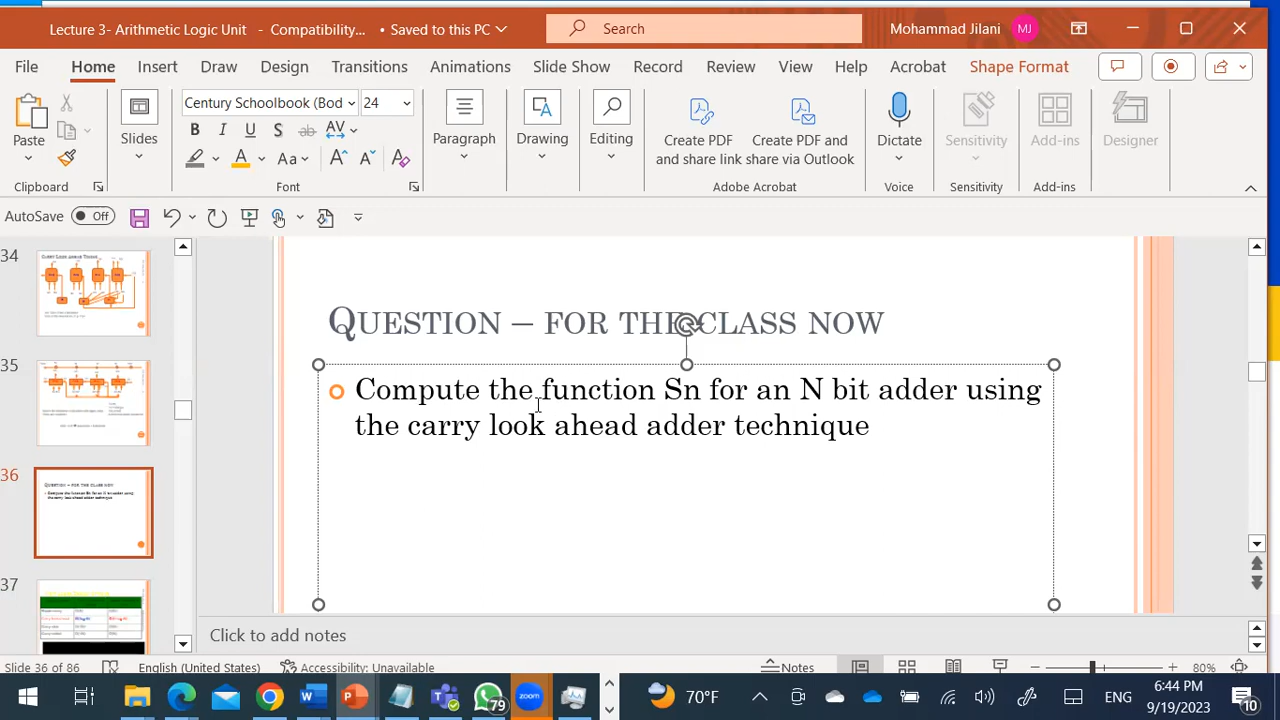 Lecture 3- Arithmetic Logic Unit - Compatibility... • Saved to this PC
Search
Mohammad Jilani
MJ
File Home Insert Draw Design Transitions Animations Slide Show Record Review View Help Acrobat Shape Format
Paste
Slides
Century Schoolbook (Bod
24
B I U S ab AV
A Aa A A A
Paragraph
Drawing
Editing
Create PDF
and share link
Create PDF and
share via Outlook
Dictate
Sensitivity
Add-ins
Designer
Clipboard
Font
Adobe Acrobat
Voice
Sensitivity
Add-ins
AutoSave Off
34
35
36
37
QUESTION – FOR THE CLASS NOW
Compute the function Sn for an N bit adder using
the carry look ahead adder technique
Click to add notes
Slide 36 of 86
English (United States)
Accessibility: Unavailable
Notes
80%
79
zoom
70°F
ENG
6:44 PM
9/19/2023
10